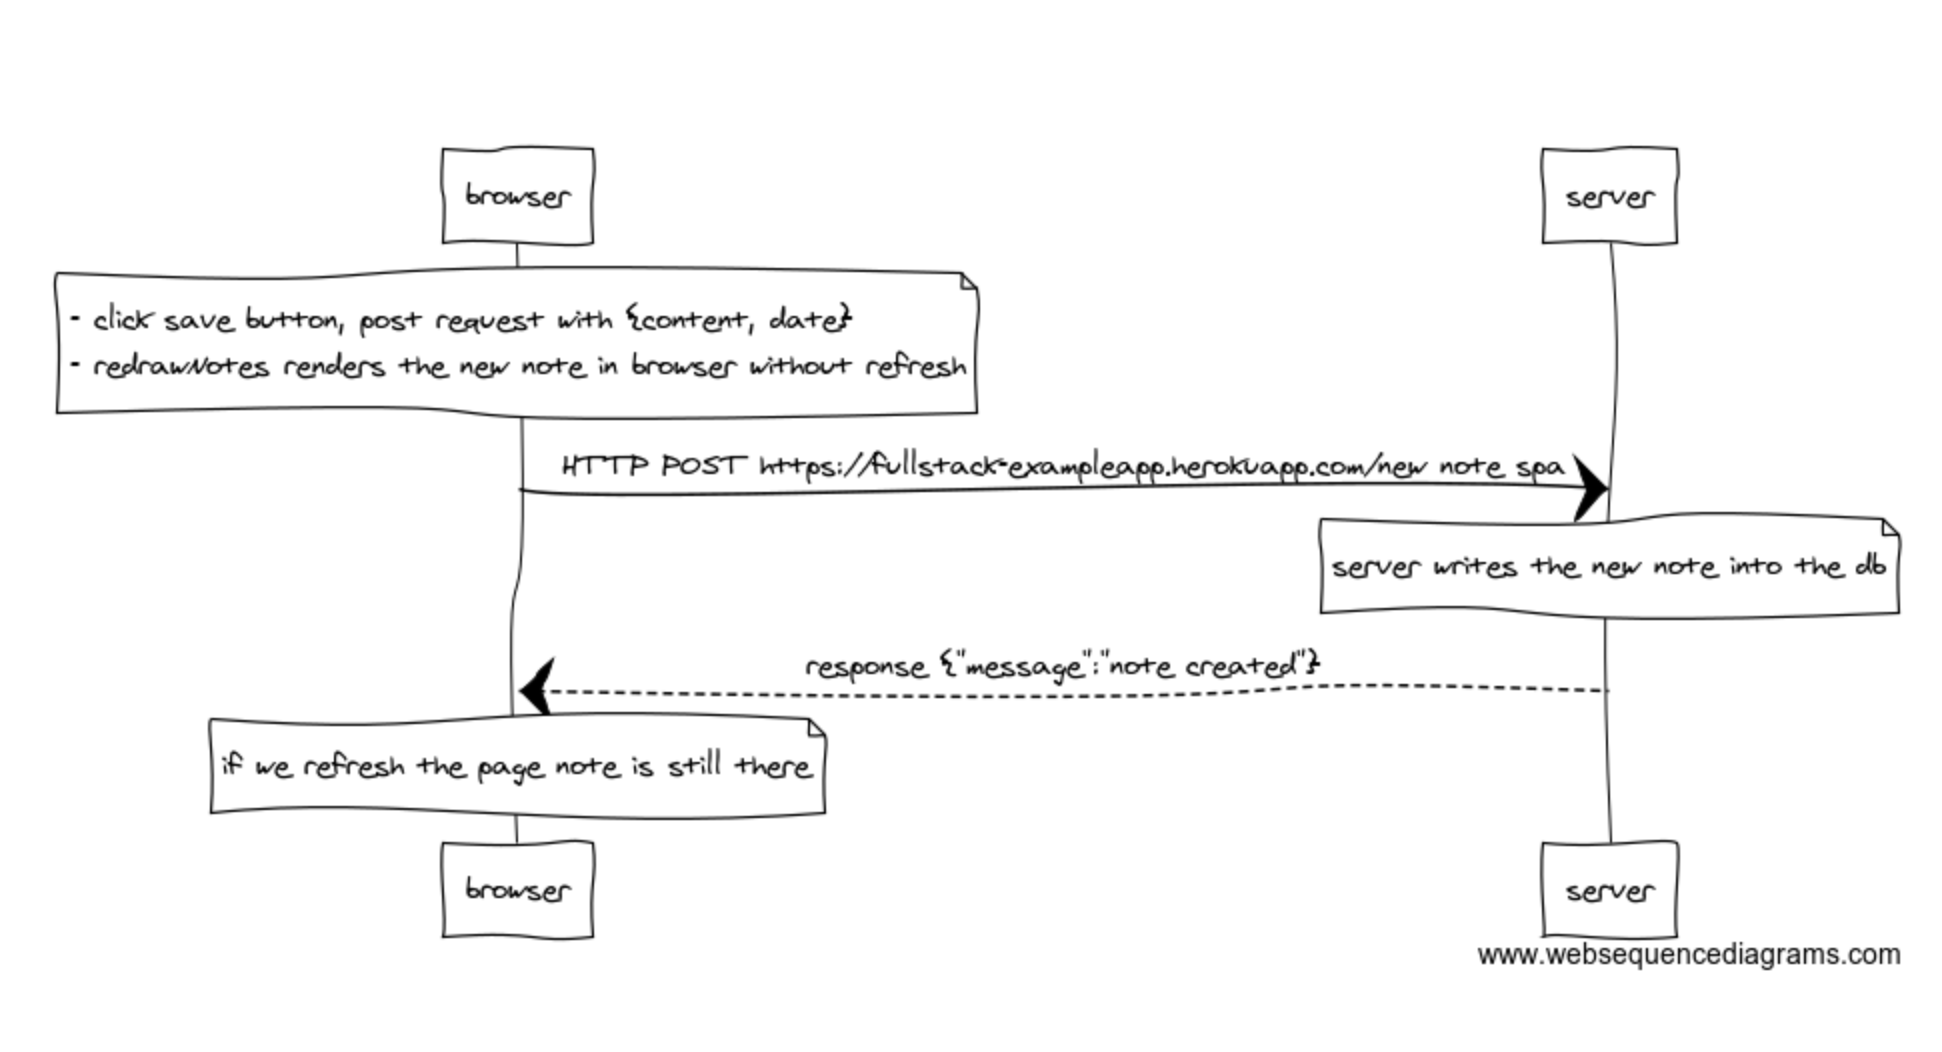 browser
server
- click save button, post request with {content, date}
- redrawNotes renders the new note in browser without refresh
HTTP POST https://fullstack-exampleapp.herokuapp.com/new note spa
server writes the new note into the db
response {"message":"note created"}
if we refresh the page note is still there
browser
server
www.websequencediagrams.com